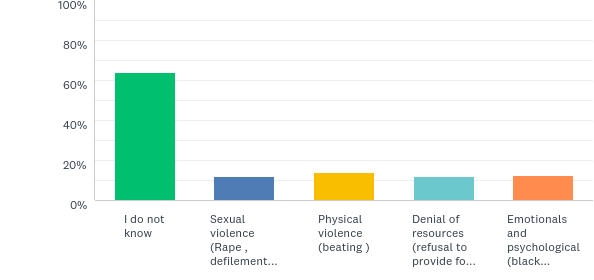 100%
80%
60%
40%
20%
0%
I do not
know
Sexual
violence
(Rape ,
defilement...
Physical
violence
(beating )
Denial of
resources
(refusal to
provide fo...
Emotionals
and
psychological
(black...